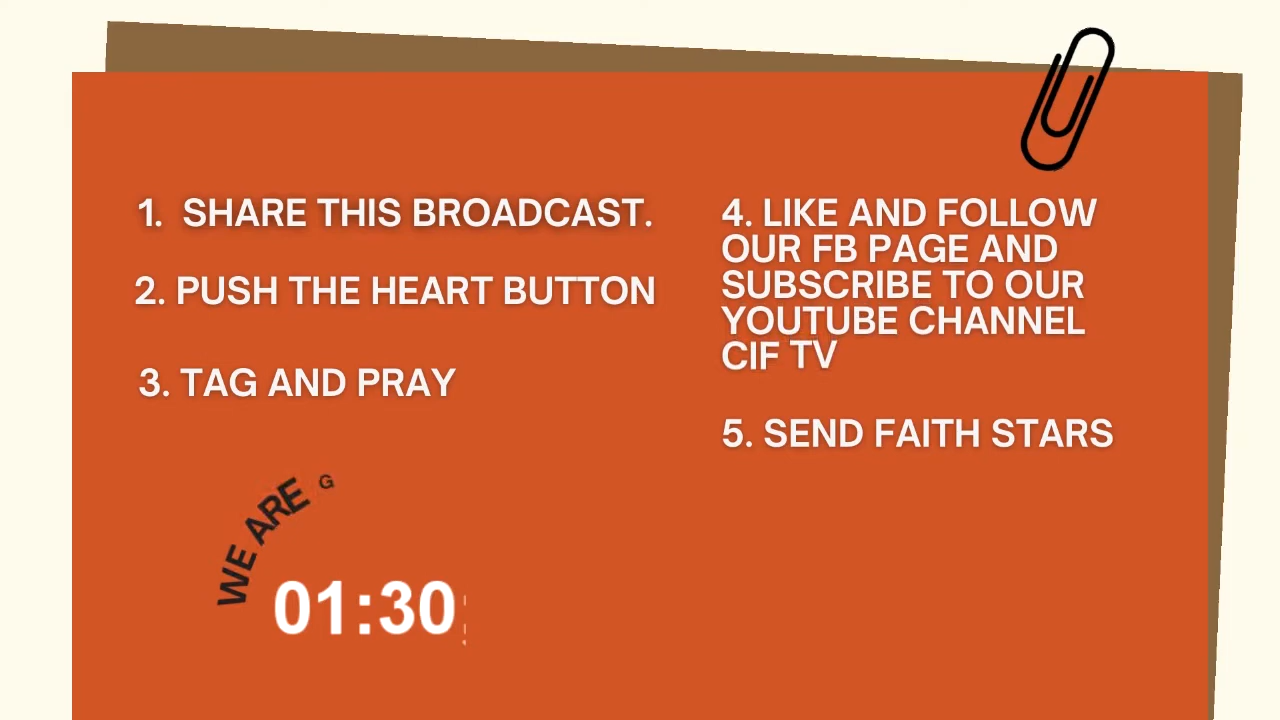 1. SHARE THIS BROADCAST.
2. PUSH THE HEART BUTTON
3. TAG AND PRAY
4. LIKE AND FOLLOW
OUR FB PAGE AND
SUBSCRIBE TO OUR
YOUTUBE CHANNEL
CIF TV
5. SEND FAITH STARS
WE ARE G
01:30